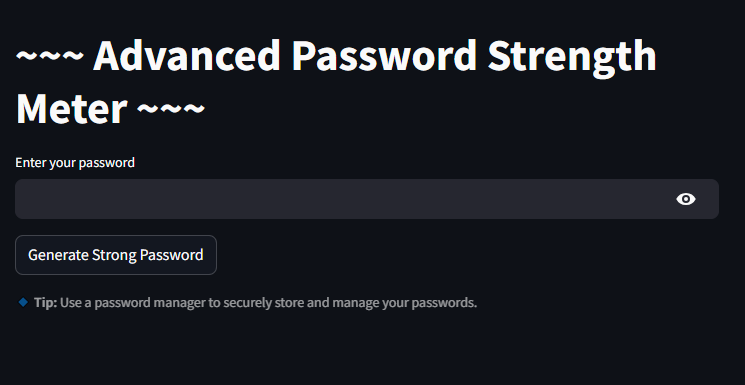 ~~~ Advanced Password Strength
Meter ~~~
Enter your password
Generate Strong Password
🔹 Tip: Use a password manager to securely store and manage your passwords.